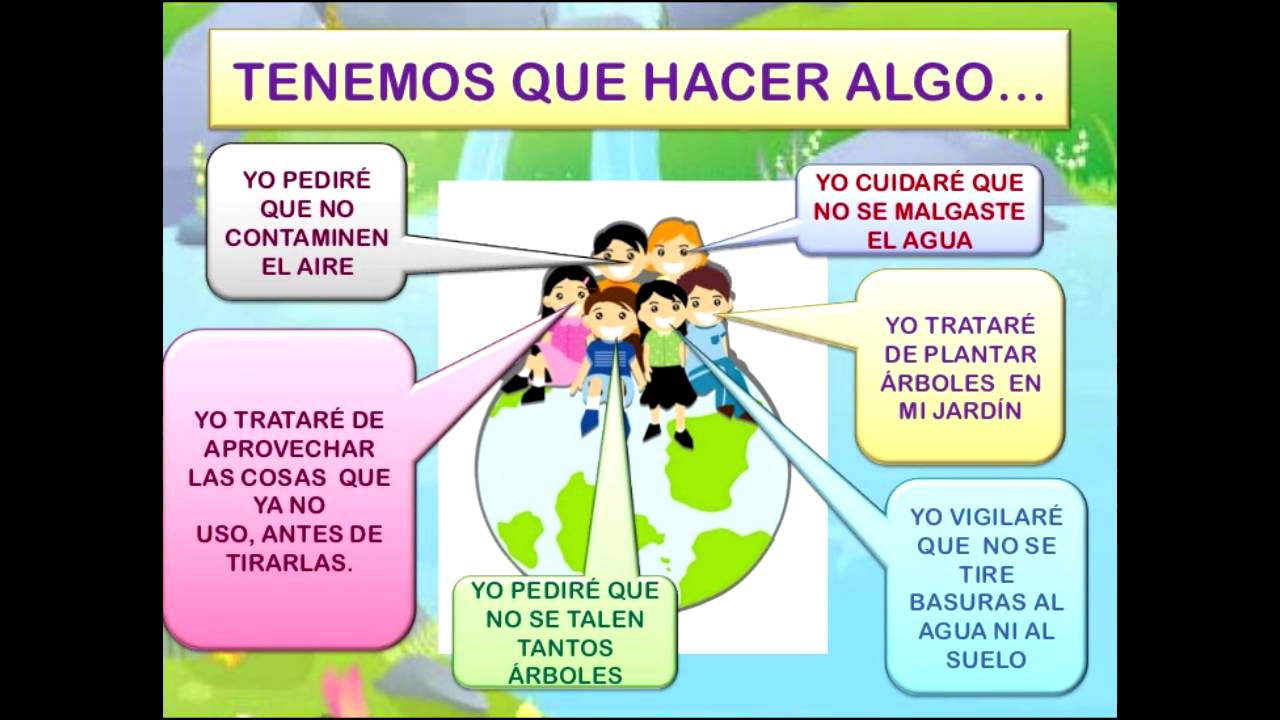 TENEMOS QUE HACER ALGO...
YO PEDIRÉ
QUE NO
CONTAMINEN
EL AIRE
YO CUIDARÉ QUE
NO SE MALGASTE
EL AGUA
YO TRATARÉ
DE PLANTAR
ÁRBOLES EN
MI JARDÍN
YO TRATARÉ DE
APROVECHAR
LAS COSAS QUE
YA NO
USO, ANTES DE
TIRARLAS.
YO PEDIRÉ QUE
NO SE TALEN
TANTOS
ÁRBOLES
YO VIGILARÉ
QUE NO SE
TIRE
BASURAS AL
AGUA NI AL
SUELO